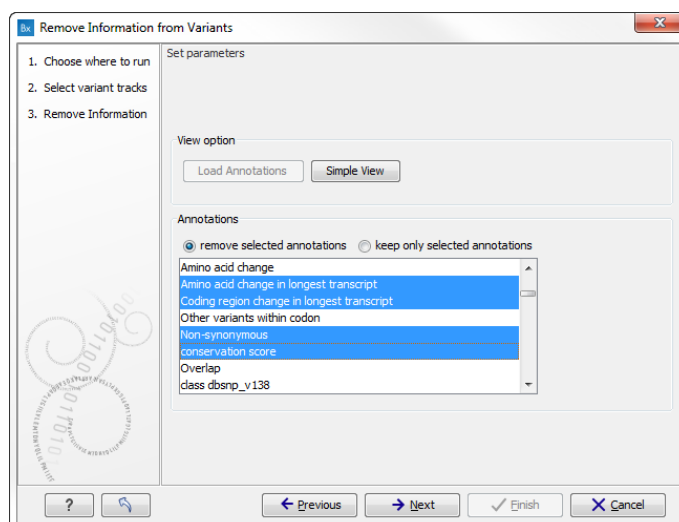 Bx Remove Information from Variants
1. Choose where to run
2. Select variant tracks
3. Remove Information
Set parameters
View option
Load Annotations Simple View
Annotations
remove selected annotations keep only selected annotations
Amino acid change
Amino acid change in longest transcript
Coding region change in longest transcript
Other variants within codon
Non-synonymous
conservation score
Overlap
class dbsnp_v138
? Previous Next Finish Cancel